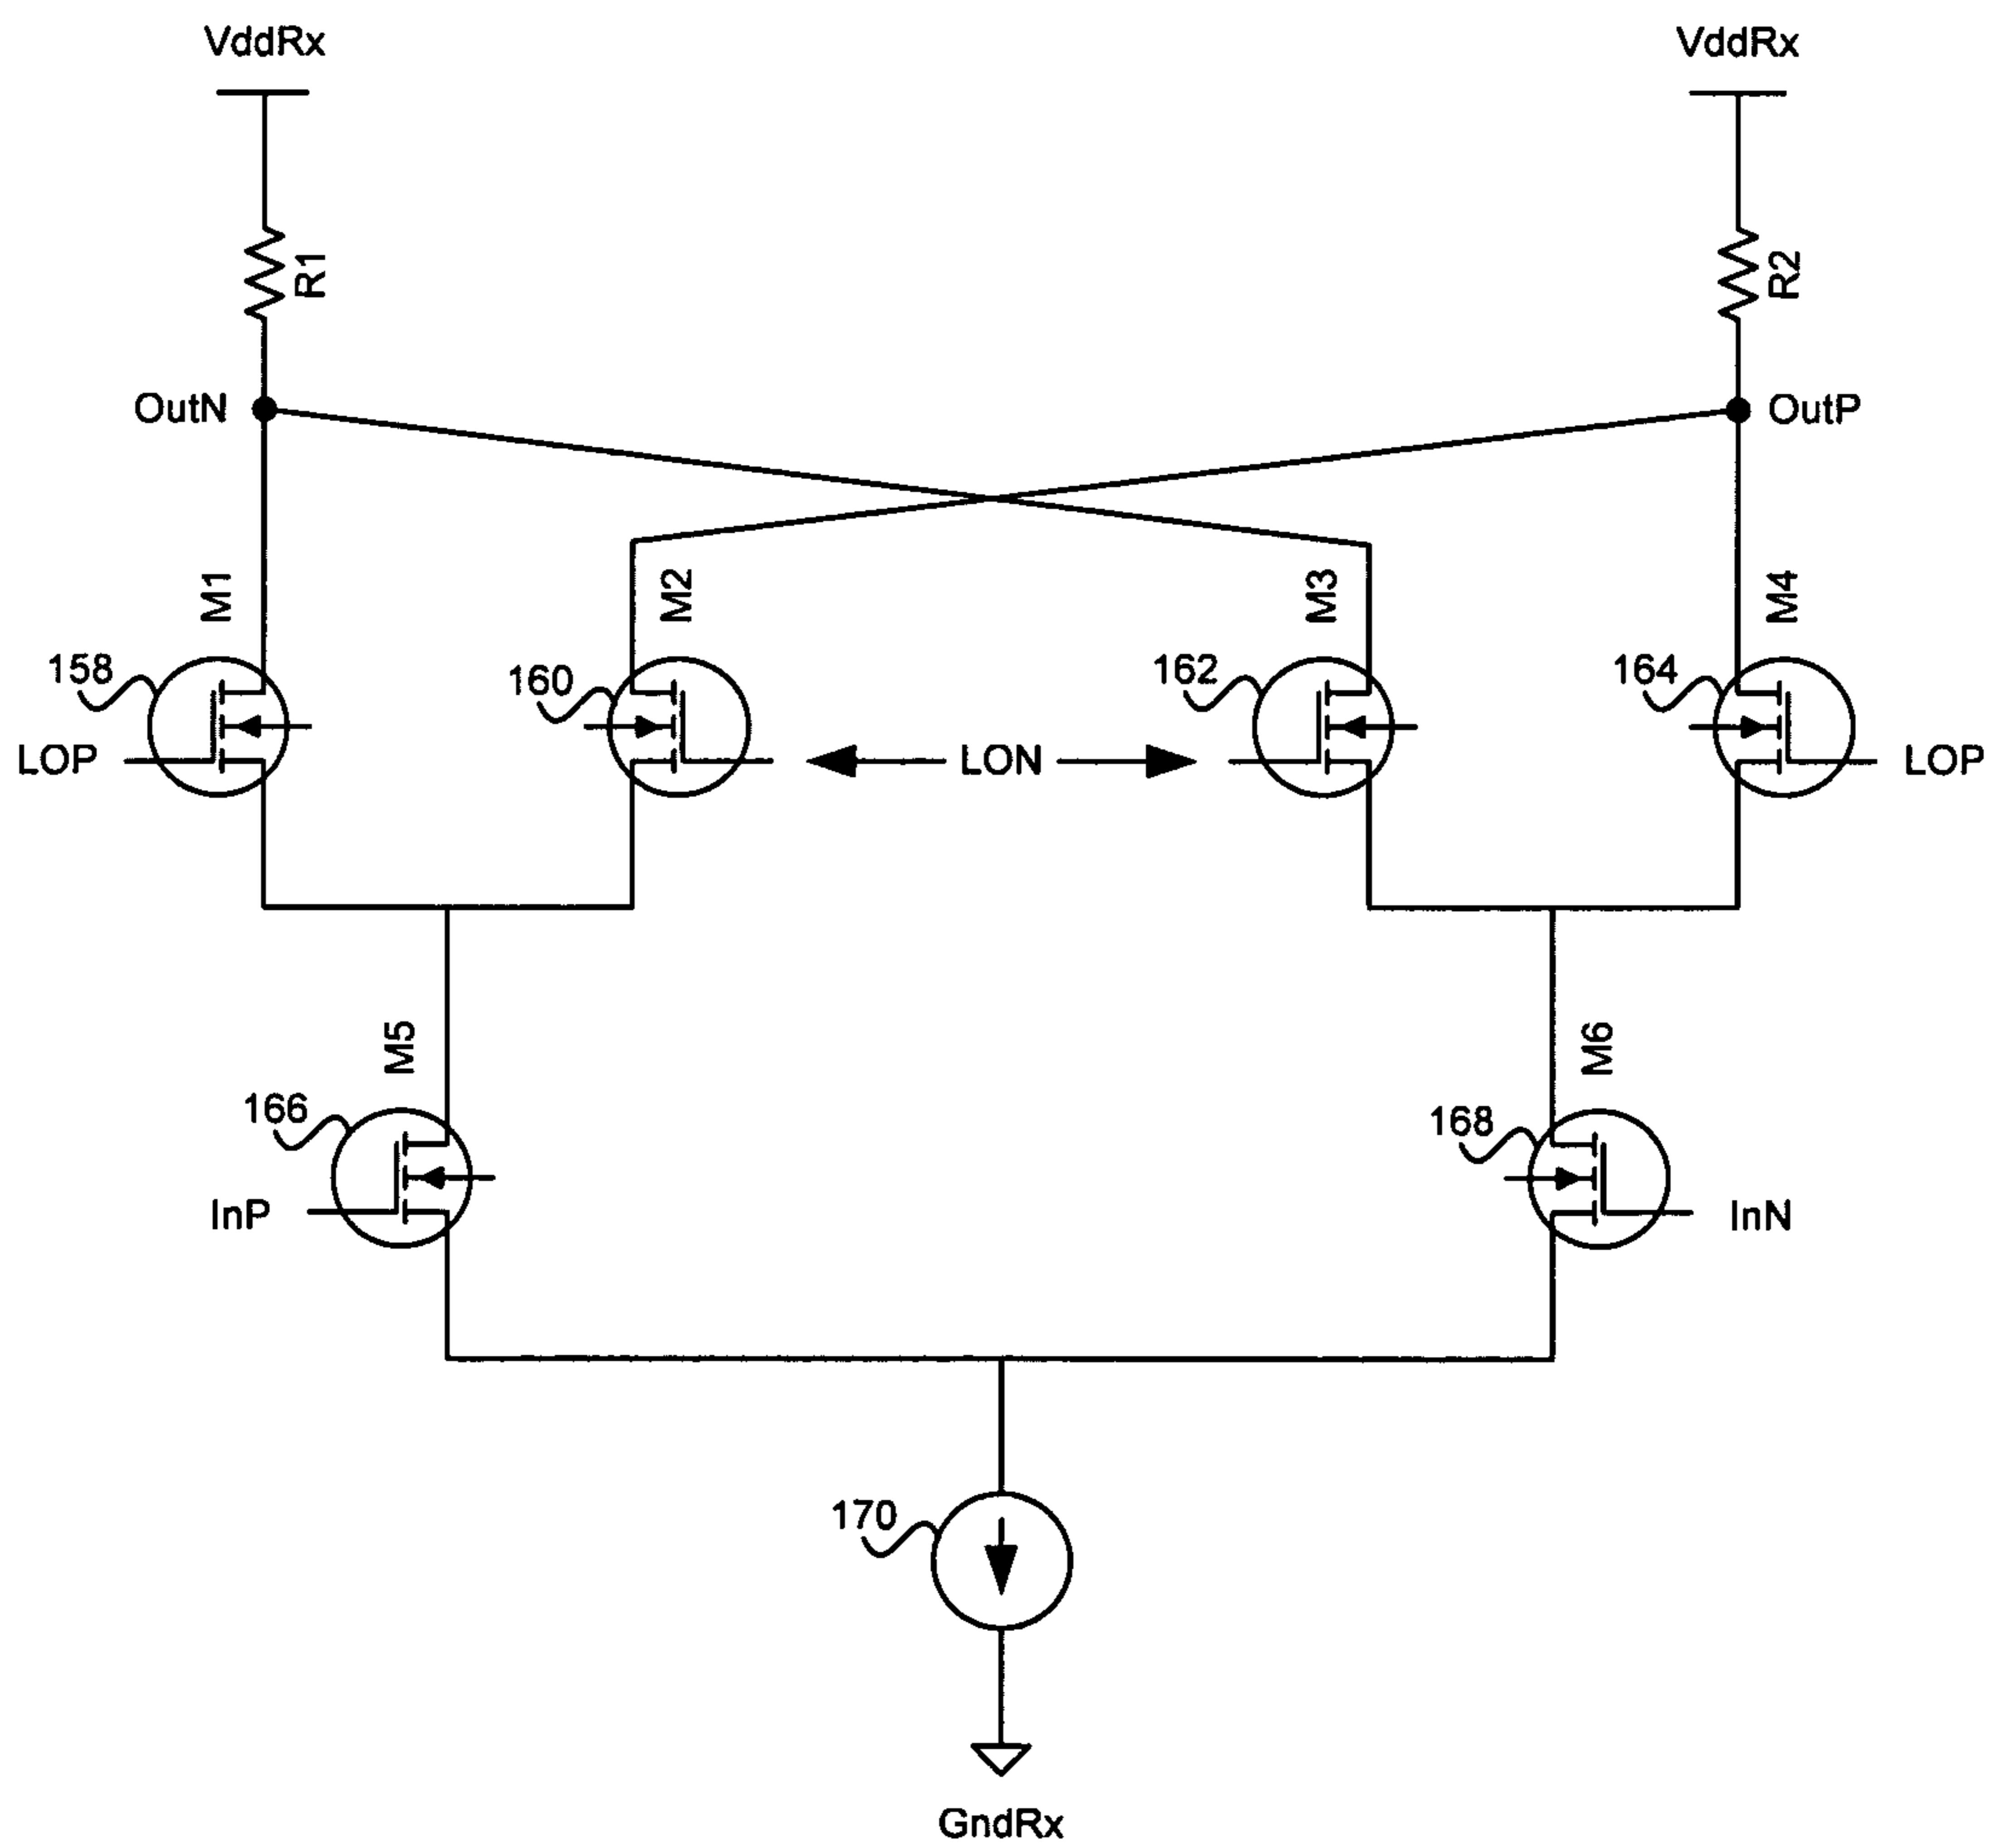 VddRx
VddRx
R1
R2
OutN
OutP
M1
M2
M3
M4
158
160
162
164
LOP
LON
LOP
M5
M6
166
168
InP
InN
170
GndRx